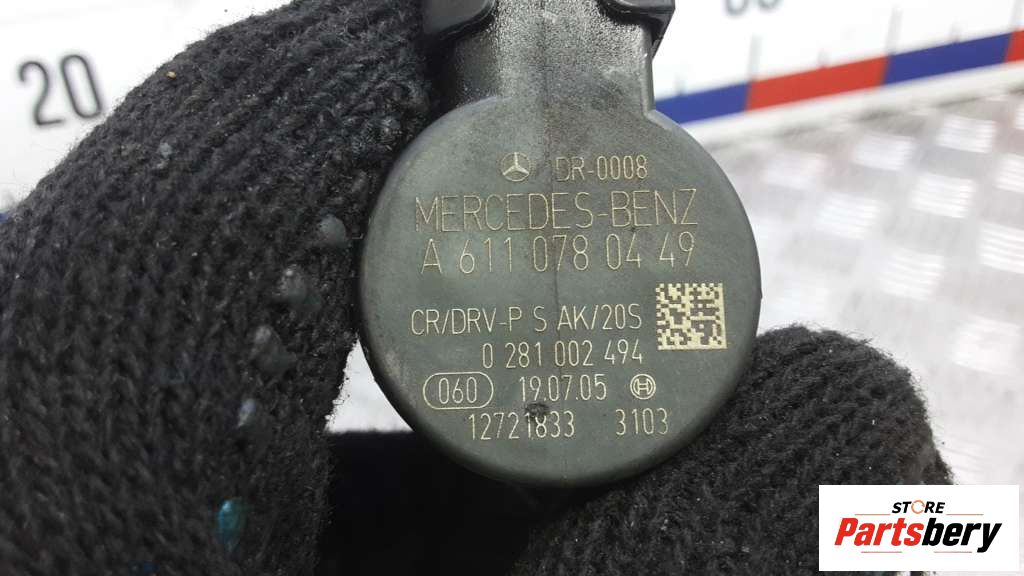 20
DR-0008
MERCEDES-BENZ
A 611 078 04 49
CR/DRV-P S AK/20S
0 281 002 494
060 19.07.05
12721833 3103
STORE
Partsbery